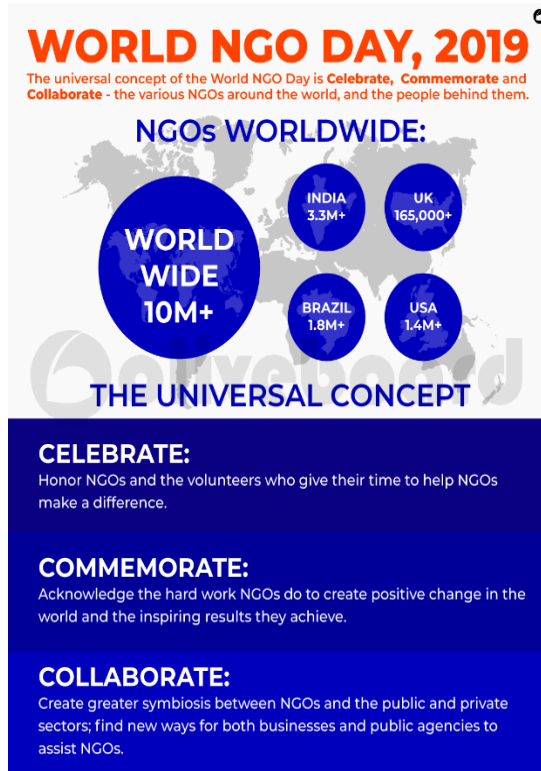 WORLD NGO DAY, 2019
The universal concept of the World NGO Day is Celebrate, Commemorate and
Collaborate - the various NGOs around the world, and the people behind them.
NGOs WORLDWIDE:
WORLD
WIDE
10M+
INDIA
3.3M+
UK
165,000+
BRAZIL
1.8M+
USA
1.4M+
oliveboard
THE UNIVERSAL CONCEPT
CELEBRATE:
Honor NGOs and the volunteers who give their time to help NGOs
make a difference.
COMMEMORATE:
Acknowledge the hard work NGOs do to create positive change in the
world and the inspiring results they achieve.
COLLABORATE:
Create greater symbiosis between NGOs and the public and private
sectors; find new ways for both businesses and public agencies to
assist NGOs.